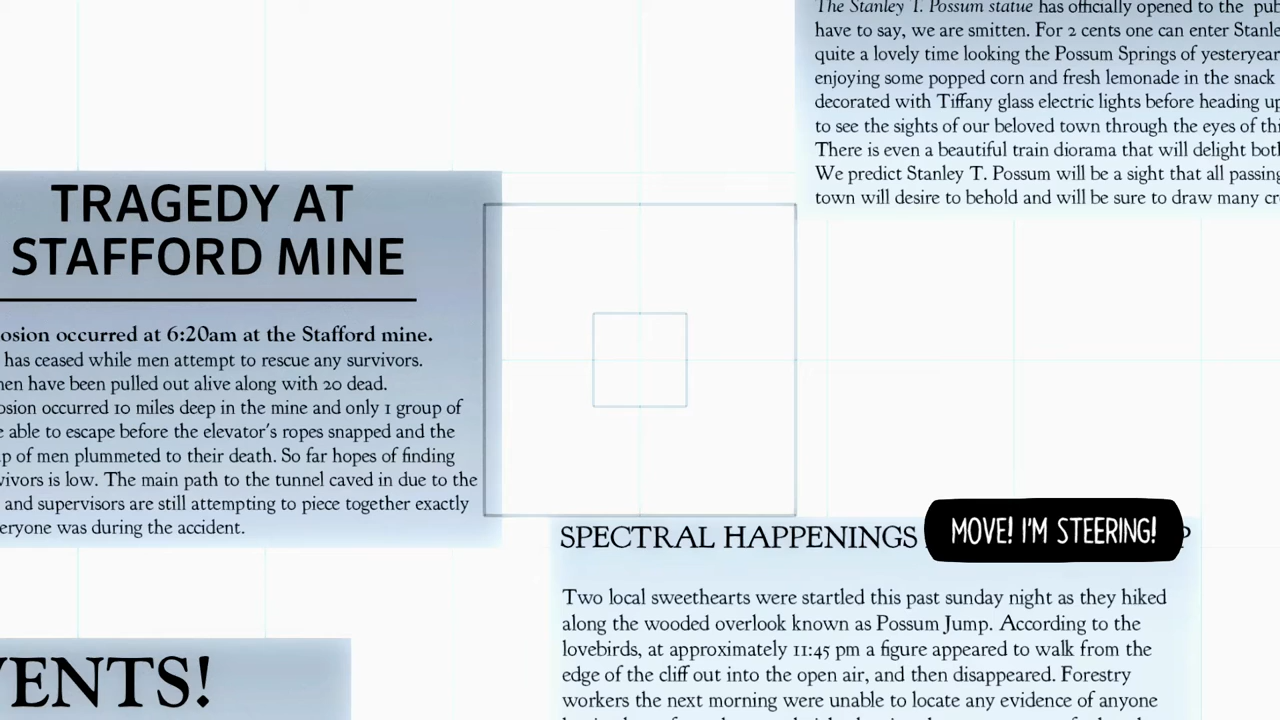 The Stanley T. Possum statue has officially opened to the
have to say, we are smitten. For 2 cents one can enter
quite a lovely time looking the Possum Springs of yesteryear
enjoying some popped corn and fresh lemonade in the snack
decorated with Tiffany glass electric lights before heading
to see the sights of our beloved town through the eyes of
There is even a beautiful train diorama that will delight
We predict Stanley T. Possum will be a sight that all
town will desire to behold and will be sure to draw many
TRAGEDY AT
STAFFORD MINE
occurred at 6:20am at the Stafford mine.
has ceased while men attempt to rescue any survivors.
have been pulled out alive along with 20 dead.
occurred 10 miles deep in the mine and only 1 group of
able to escape before the elevator's ropes snapped and the
of men plummeted to their death. So far hopes of finding
is low. The main path to the tunnel caved in due to the
and supervisors are still attempting to piece together exactly
was during the accident.
SPECTRAL HAPPENINGS
MOVE! I'M STEERING!
Two local sweethearts were startled this past sunday night as they hiked
along the wooded overlook known as Possum Jump. According to the
lovebirds, at approximately 11:45 pm a figure appeared to walk from the
edge of the cliff out into the open air, and then disappeared. Forestry
workers the next morning were unable to locate any evidence of anyone
VENTS!